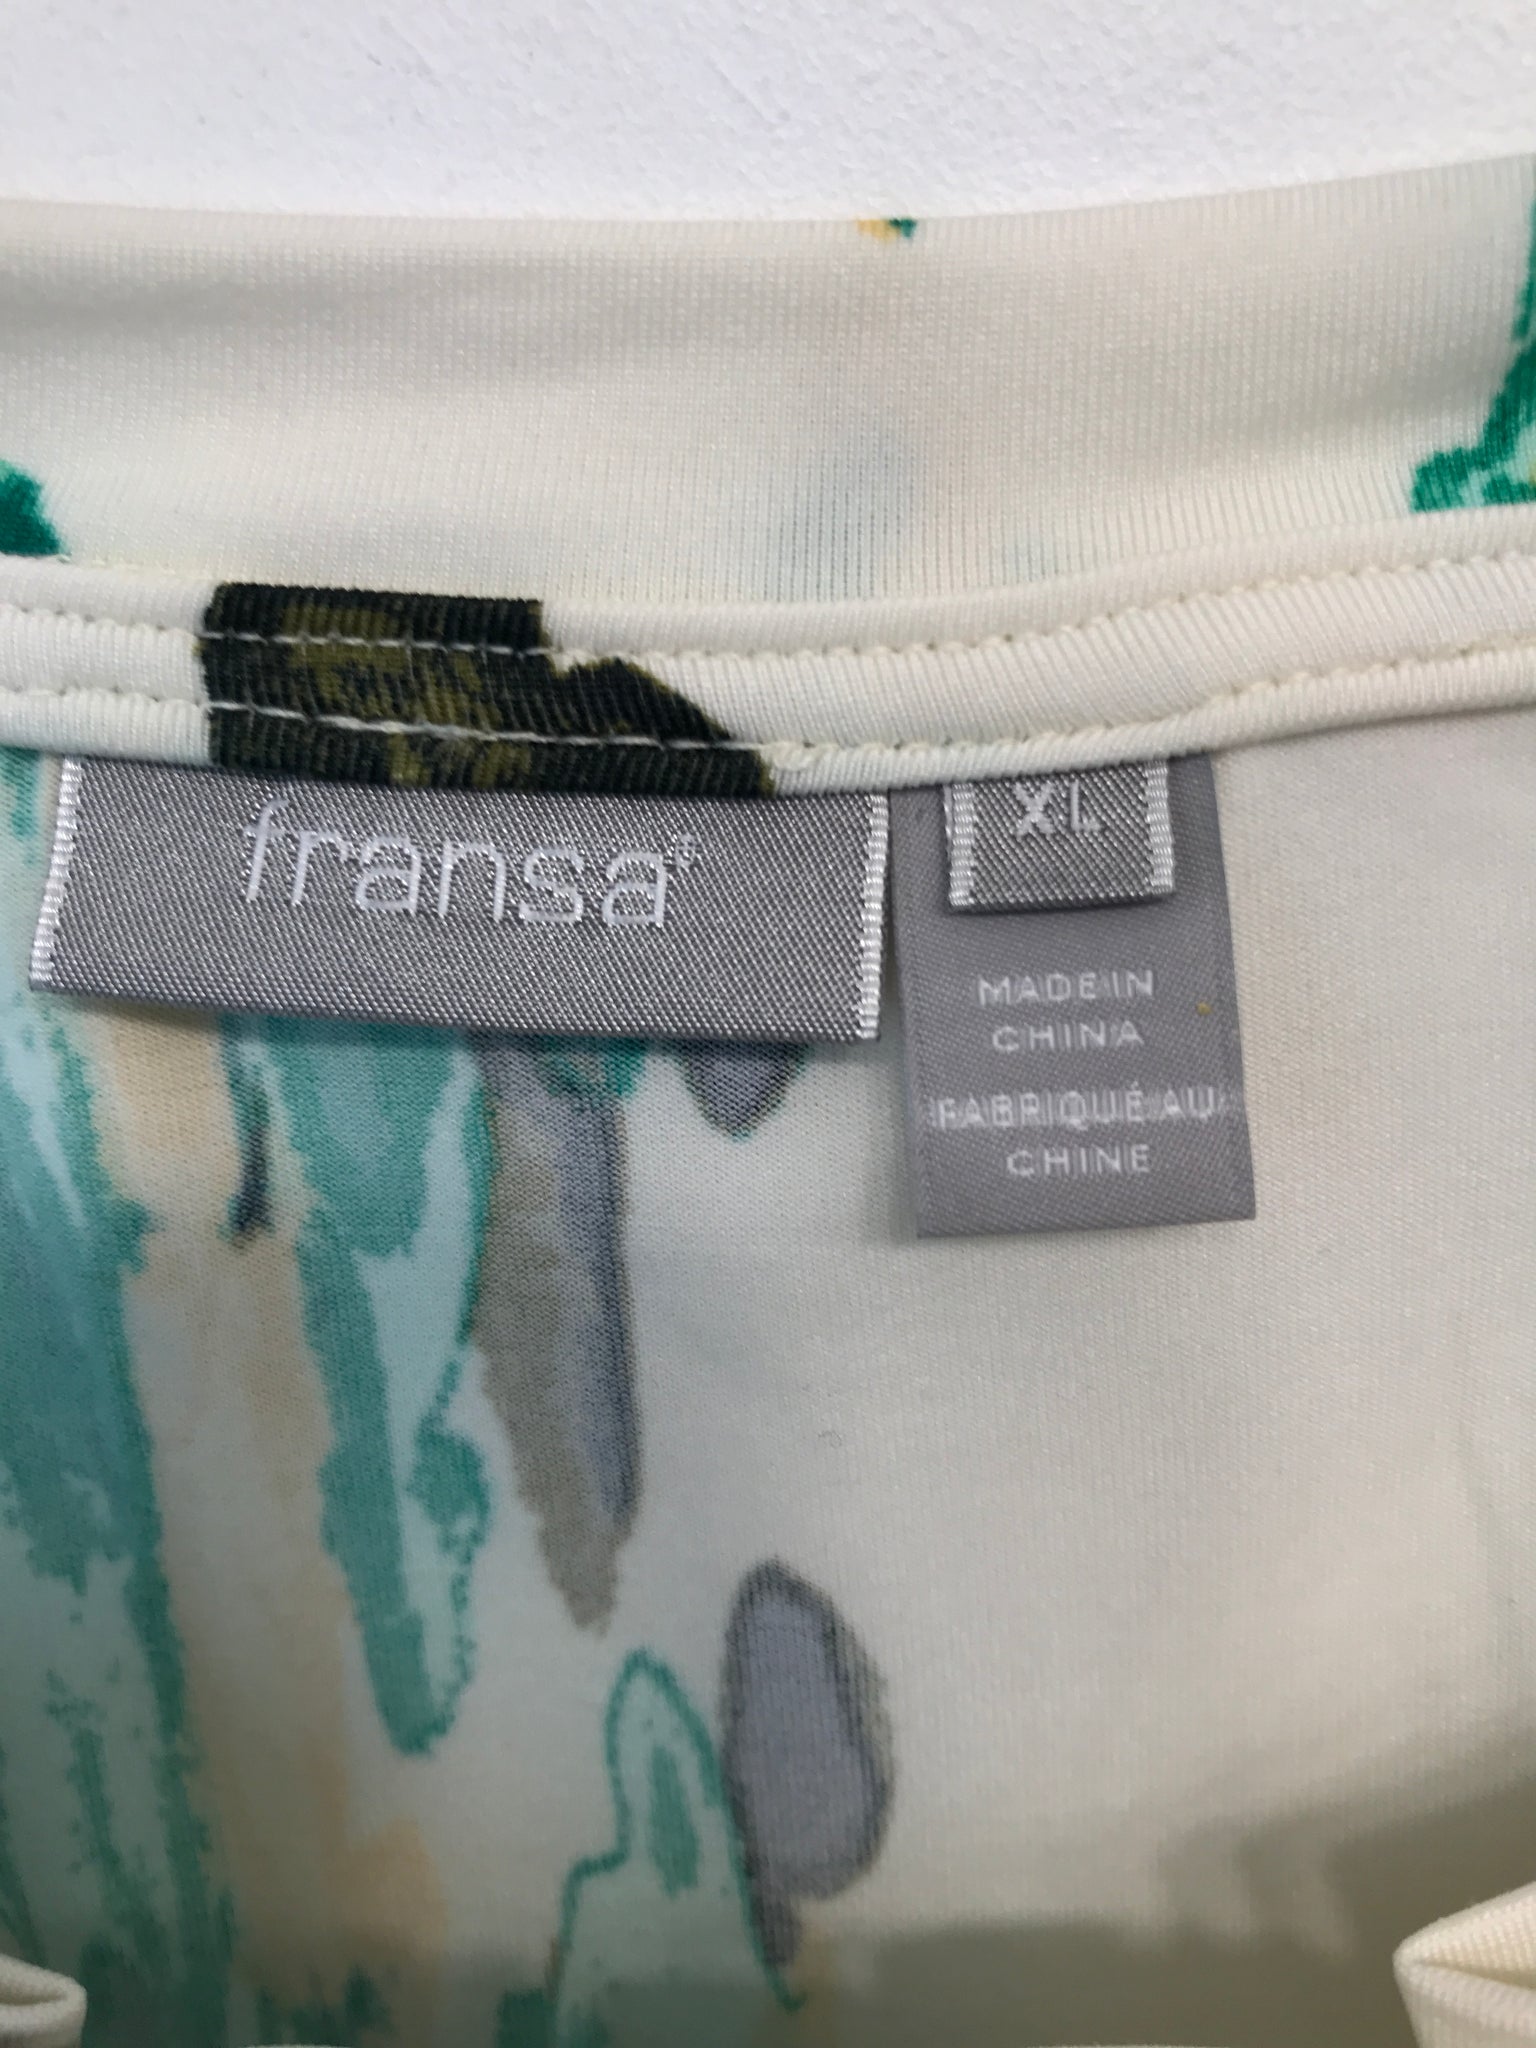 fransa
XL
MADE IN
CHINA
FABRIQUÉ AU
CHINE